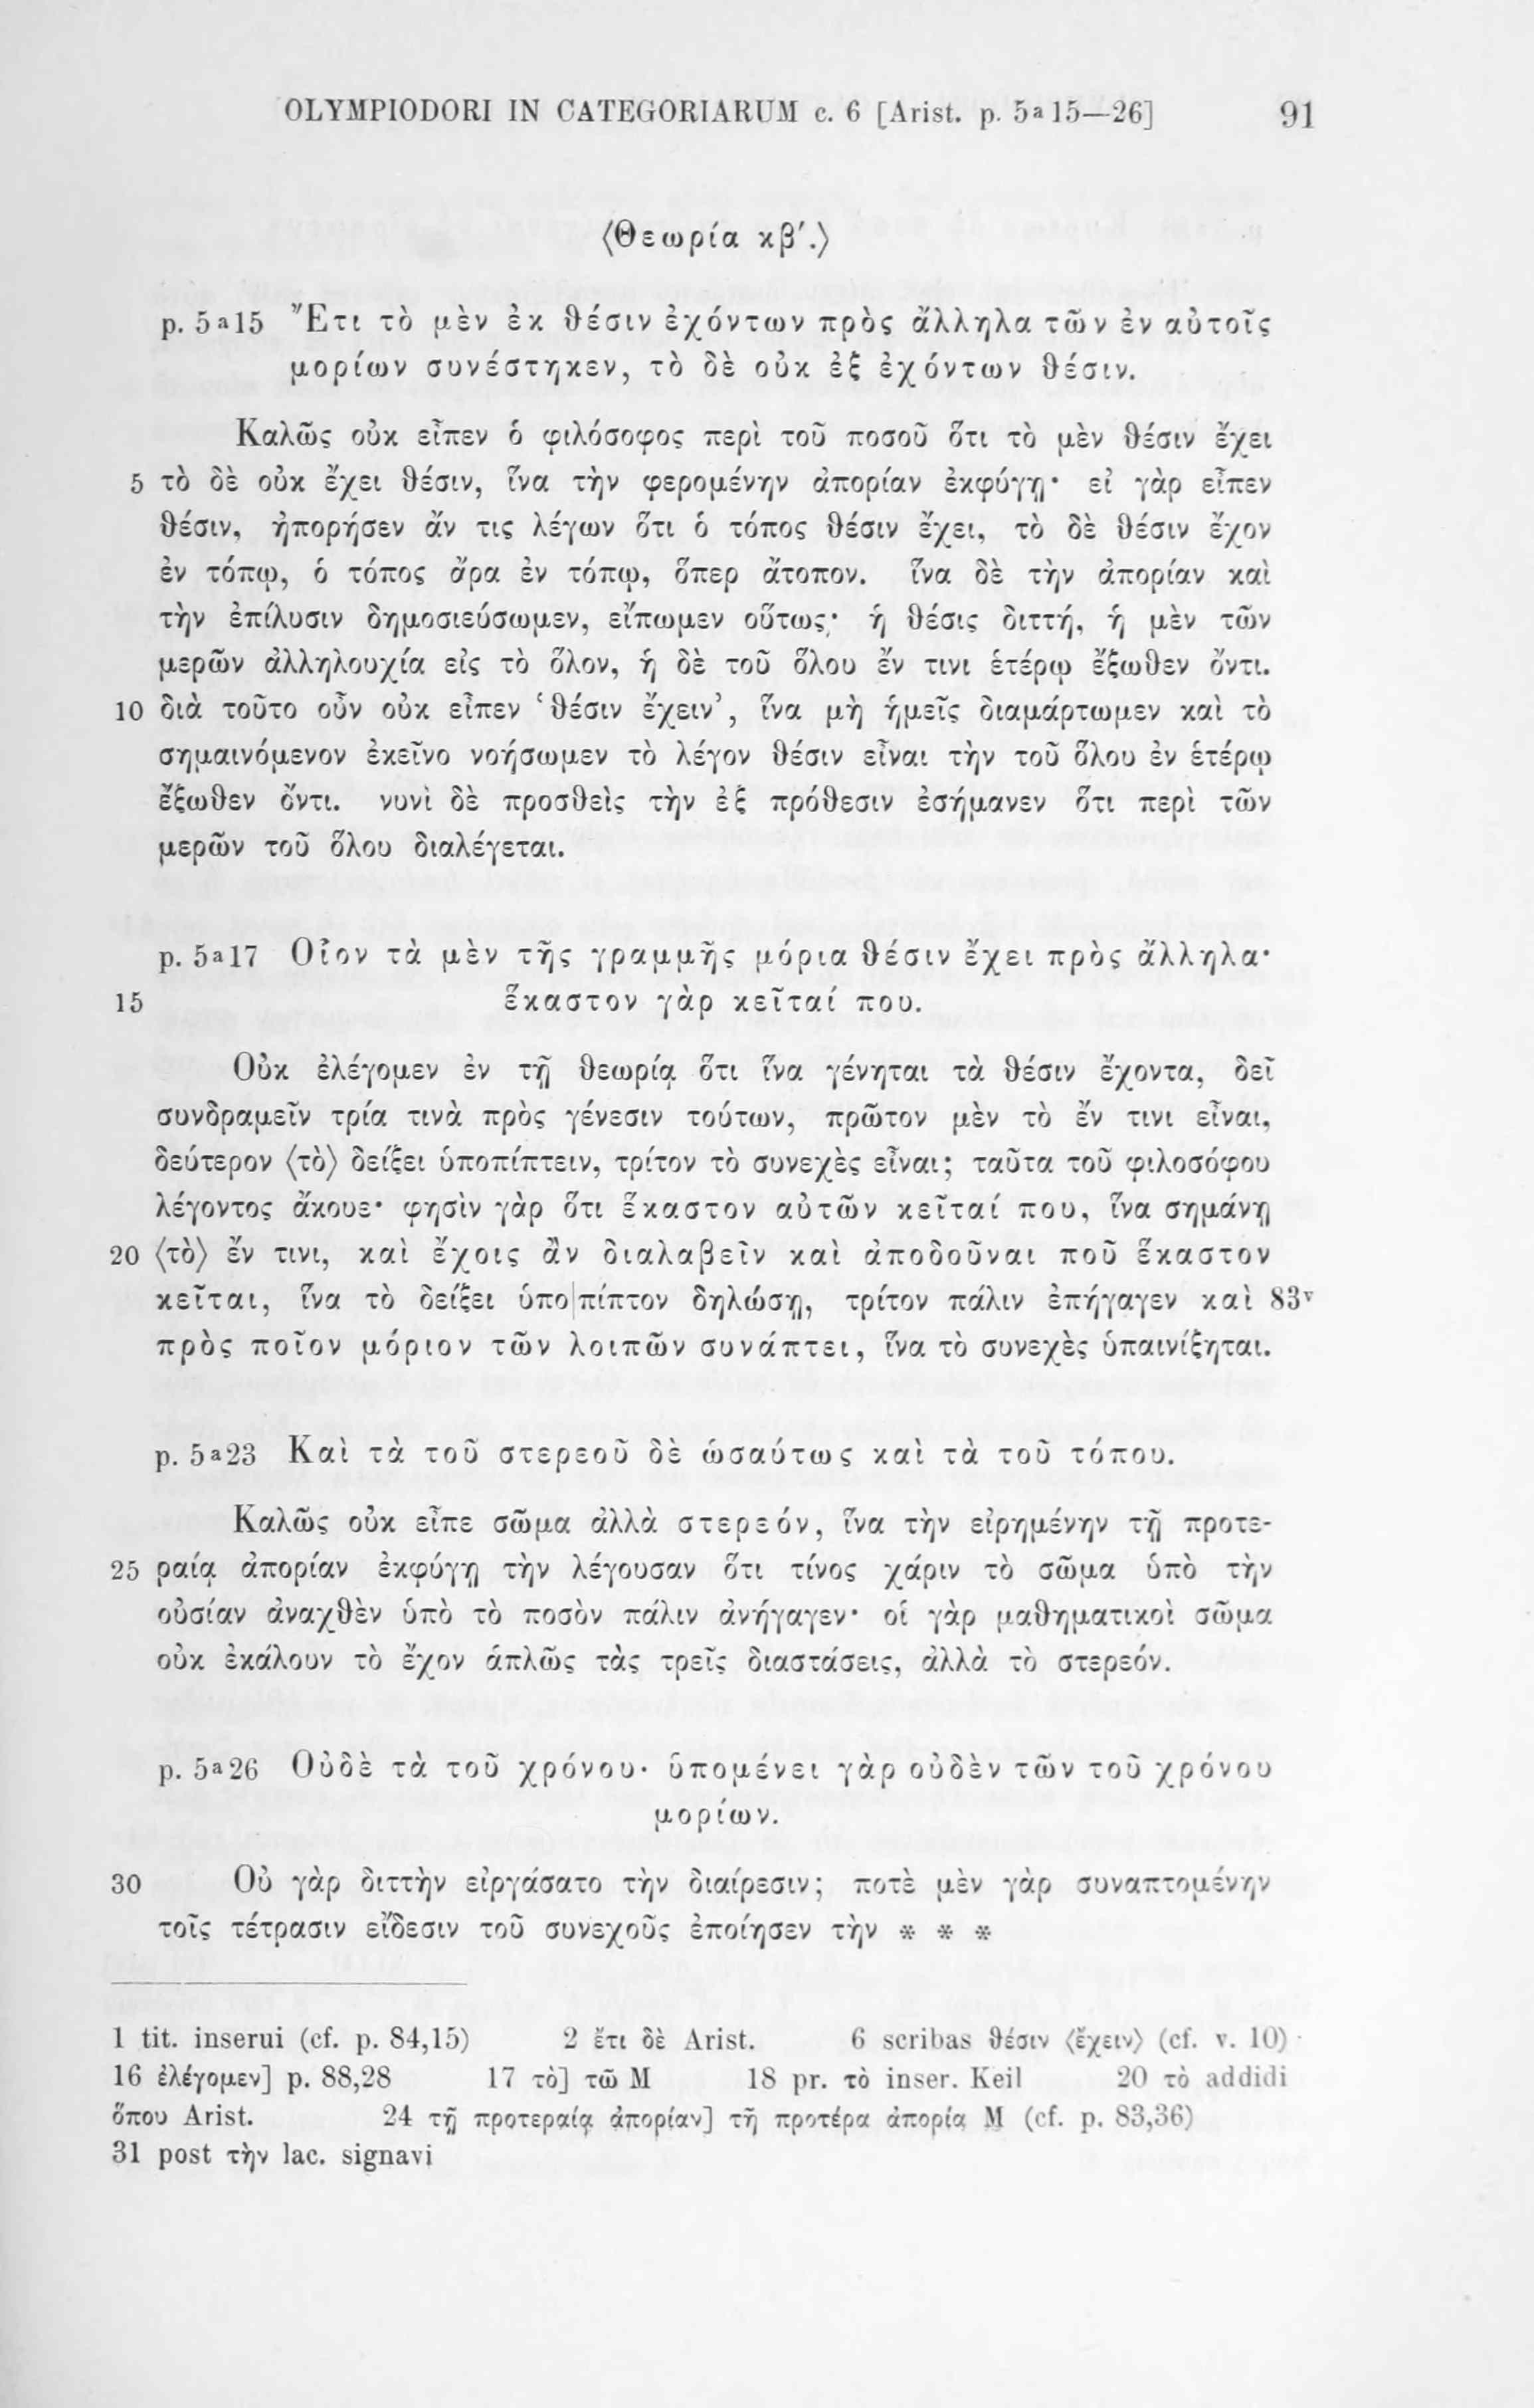 OLYMPIODORI IN CATEGORIARUM c. 6 [Arist. p. 5ª15—26] 91
⟨Θεωρία κβ'.⟩
p. 5ª15 Ἔτι τὸ μὲν ἐκ θέσιν ἐχόντων πρὸς ἄλληλα τῶν ἐν αὐτοῖς
μορίων συνέστηκεν, τὸ δὲ οὐκ ἐξ ἐχόντων θέσιν.
Καλῶς οὐκ εἶπεν ὁ φιλόσοφος περὶ τοῦ ποσοῦ ὅτι τὸ μὲν θέσιν ἔχει
5 τὸ δὲ οὐκ ἔχει θέσιν, ἵνα τὴν φερομένην ἀπορίαν ἐκφύγῃ· εἰ γὰρ εἶπεν
θέσιν, ἠπορήσεν ἄν τις λέγων ὅτι ὁ τόπος θέσιν ἔχει, τὸ δὲ θέσιν ἔχον
ἐν τόπῳ, ὁ τόπος ἄρα ἐν τόπῳ, ὅπερ ἄτοπον. ἵνα δὲ τὴν ἀπορίαν καὶ
τὴν ἐπίλυσιν δημοσιεύσωμεν, εἴπωμεν οὕτως· ἡ θέσις διττή, ἡ μὲν τῶν
μερῶν ἀλληλουχία εἰς τὸ ὅλον, ἡ δὲ τοῦ ὅλου ἔν τινι ἑτέρῳ ἔξωθεν ὄντι.
10 διὰ τοῦτο οὖν οὐκ εἶπεν ‘θέσιν ἔχειν’, ἵνα μὴ ἡμεῖς διαμάρτωμεν καὶ τὸ
σημαινόμενον ἐκεῖνο νοήσωμεν τὸ λέγον θέσιν εἶναι τὴν τοῦ ὅλου ἐν ἑτέρῳ
ἔξωθεν ὄντι. νυνὶ δὲ προσθεὶς τὴν ἐξ πρόθεσιν ἐσήμανεν ὅτι περὶ τῶν
μερῶν τοῦ ὅλου διαλέγεται.
p. 5ª17 Οἷον τὰ μὲν τῆς γραμμῆς μόρια θέσιν ἔχει πρὸς ἄλληλα·
15 ἕκαστον γὰρ κεῖταί που.
Οὐκ ἐλέγομεν ἐν τῇ θεωρίᾳ ὅτι ἵνα γένηται τὰ θέσιν ἔχοντα, δεῖ
συνδραμεῖν τρία τινὰ πρὸς γένεσιν τούτων, πρῶτον μὲν τὸ ἔν τινι εἶναι,
δεύτερον ⟨τὸ⟩ δείξει ὑποπίπτειν, τρίτον τὸ συνεχὲς εἶναι; ταῦτα τοῦ φιλοσόφου
λέγοντος ἄκουε· φησὶν γὰρ ὅτι ἕκαστον αὐτῶν κεῖταί που, ἵνα σημάνῃ
20 ⟨τὸ⟩ ἔν τινι, καὶ ἔχοις ἂν διαλαβεῖν καὶ ἀποδοῦναι ποῦ ἕκαστον
κεῖται, ἵνα τὸ δείξει ὑπο|πίπτον δηλώσῃ, τρίτον πάλιν ἐπήγαγεν καὶ 83ᵛ
πρὸς ποῖον μόριον τῶν λοιπῶν συνάπτει, ἵνα τὸ συνεχὲς ὑπαινίξηται.
p. 5ª23 Καὶ τὰ τοῦ στερεοῦ δὲ ὡσαύτως καὶ τὰ τοῦ τόπου.
Καλῶς οὐκ εἶπε σῶμα ἀλλὰ στερεόν, ἵνα τὴν εἰρημένην τῇ προτε-
25 ραίᾳ ἀπορίαν ἐκφύγῃ τὴν λέγουσαν ὅτι τίνος χάριν τὸ σῶμα ὑπὸ τὴν
οὐσίαν ἀναχθὲν ὑπὸ τὸ ποσὸν πάλιν ἀνήγαγεν· οἱ γὰρ μαθηματικοὶ σῶμα
οὐκ ἐκάλουν τὸ ἔχον ἁπλῶς τὰς τρεῖς διαστάσεις, ἀλλὰ τὸ στερεόν.
p. 5ª26 Οὐδὲ τὰ τοῦ χρόνου· ὑπομένει γὰρ οὐδὲν τῶν τοῦ χρόνου
μορίων.
30 Οὐ γὰρ διττὴν εἰργάσατο τὴν διαίρεσιν; ποτὲ μὲν γὰρ συναπτομένην
τοῖς τέτρασιν εἴδεσιν τοῦ συνεχοῦς ἐποίησεν τὴν * * *
1 tit. inserui (cf. p. 84,15) 2 ἔτι δὲ Arist. 6 scribas θέσιν ⟨ἔχειν⟩ (cf. v. 10)
16 ἐλέγομεν] p. 88,28 17 τὸ] τῶ M 18 pr. τὸ inser. Keil 20 τὸ addidi
ὅπου Arist. 24 τῇ προτεραίᾳ ἀπορίαν] τῇ προτέρα ἀπορίᾳ M (cf. p. 83,36)
31 post τὴν lac. signavi